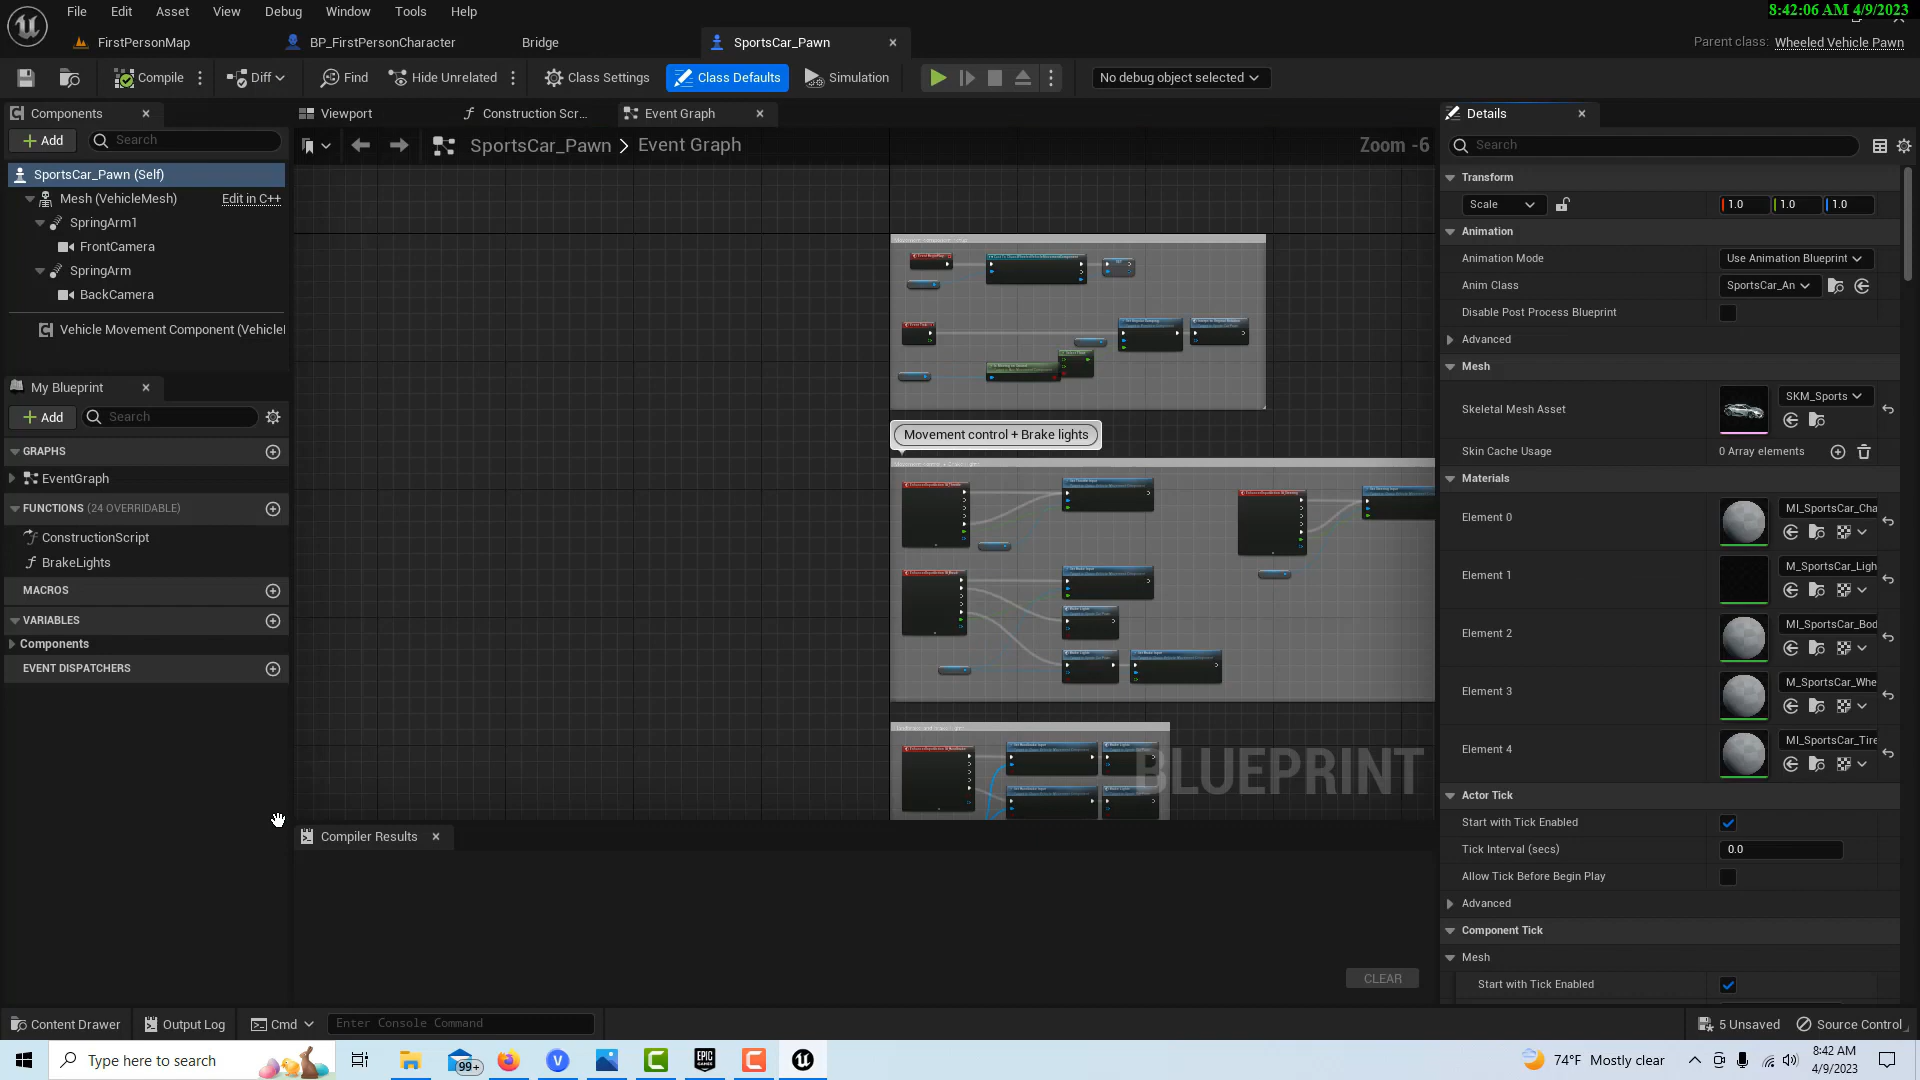 File Edit Asset View Debug Window Tools Help
8:42:06 AM 4/9/2023
FirstPersonMap BP_FirstPersonCharacter Bridge SportsCar_Pawn
Parent class: Wheeled Vehicle Pawn
Compile Diff Find Hide Unrelated Class Settings Class Defaults Simulation No debug object selected
Components
Add Search
SportsCar_Pawn (Self)
Mesh (VehicleMesh) Edit in C++
SpringArm1
FrontCamera
SpringArm
BackCamera
Vehicle Movement Component (Vehicle
My Blueprint
Add Search
GRAPHS
EventGraph
FUNCTIONS (24 OVERRIDABLE)
ConstructionScript
BrakeLights
MACROS
VARIABLES
Components
EVENT DISPATCHERS
Viewport Construction Scr... Event Graph
SportsCar_Pawn > Event Graph Zoom -6
Movement control + Brake lights
BLUEPRINT
Compiler Results
CLEAR
Details
Search
Transform
Scale 1.0 1.0 1.0
Animation
Animation Mode Use Animation Blueprint
Anim Class SportsCar_An
Disable Post Process Blueprint
Advanced
Mesh
Skeletal Mesh Asset SKM_Sports
Skin Cache Usage 0 Array elements
Materials
Element 0 MI_SportsCar_Cha
Element 1 M_SportsCar_Ligh
Element 2 MI_SportsCar_Bod
Element 3 M_SportsCar_Whe
Element 4 MI_SportsCar_Tire
Actor Tick
Start with Tick Enabled
Tick Interval (secs) 0.0
Allow Tick Before Begin Play
Advanced
Component Tick
Mesh
Start with Tick Enabled
Content Drawer Output Log Cmd Enter Console Command 5 Unsaved Source Control
Type here to search 99+ EPIC GAMES 74°F Mostly clear 8:42 AM
4/9/2023